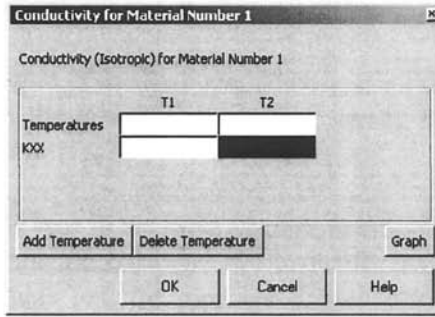 Conductivity for Material Number 1
Conductivity (Isotropic) for Material Number 1
T1 T2
Temperatures
KXX
Add Temperature Delete Temperature Graph
OK Cancel Help